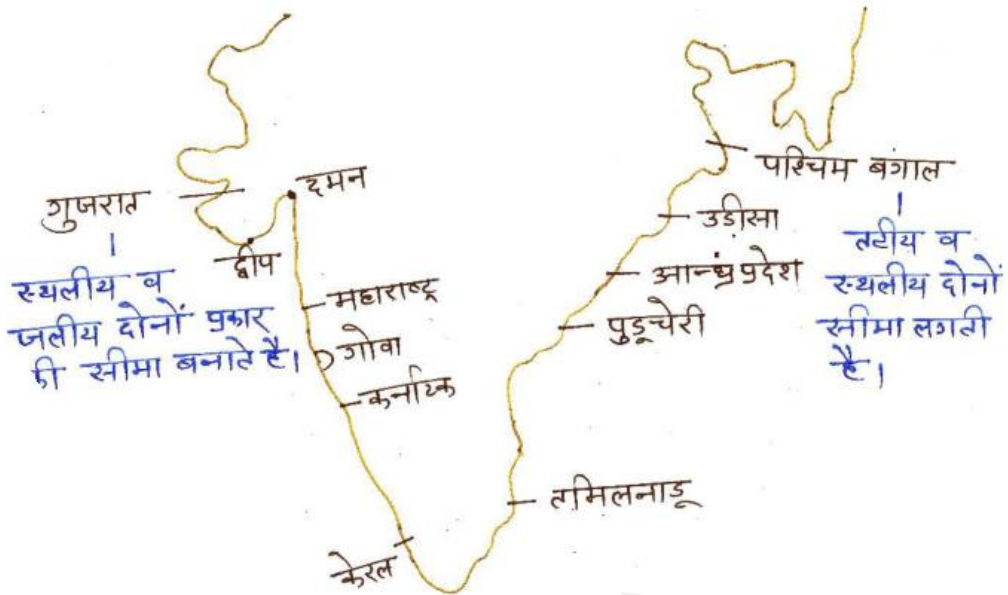 गुजरात
स्थलीय व
जलीय दोनों प्रकार
की सीमा बनाते है।
दमन
द्वीप
महाराष्ट्र
गोवा
कर्नाटक
केरल
पश्चिम बंगाल
तटीय व
स्थलीय दोनों
सीमा लगती
है।
उडीसा
आन्ध्रंप्रदेश
पुडूचेरी
तमिलनाडू